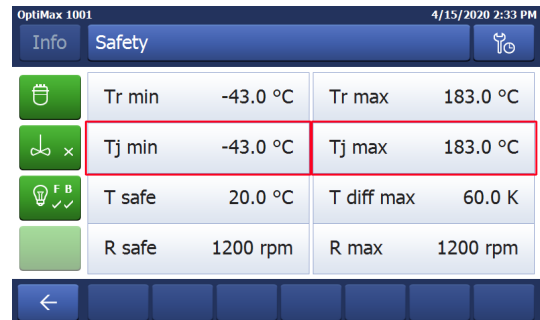 OptiMax 1001 4/15/2020 2:33 PM
Info Safety
Tr min -43.0 °C Tr max 183.0 °C
Tj min -43.0 °C Tj max 183.0 °C
F B
T safe 20.0 °C T diff max 60.0 K
R safe 1200 rpm R max 1200 rpm